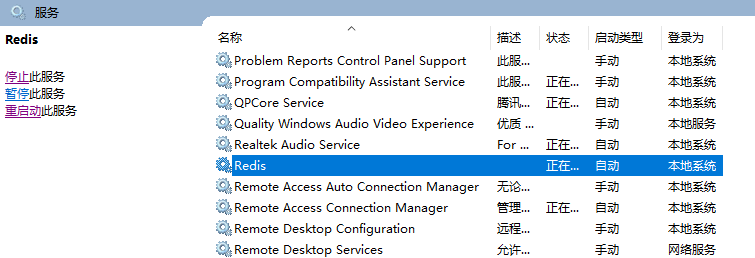 服务
Redis
停止此服务
暂停此服务
重启动此服务
名称 描述 状态 启动类型 登录为
Problem Reports Control Panel Support 此服... 手动 本地系统
Program Compatibility Assistant Service 此服... 正在... 手动 本地系统
QPCore Service 腾讯... 正在... 自动 本地系统
Quality Windows Audio Video Experience 优质 ... 手动 本地服务
Realtek Audio Service For ... 正在... 自动 本地系统
Redis 正在... 自动 本地系统
Remote Access Auto Connection Manager 无论... 手动 本地系统
Remote Access Connection Manager 管理... 正在... 自动 本地系统
Remote Desktop Configuration 远程... 手动 本地系统
Remote Desktop Services 允许... 手动 网络服务